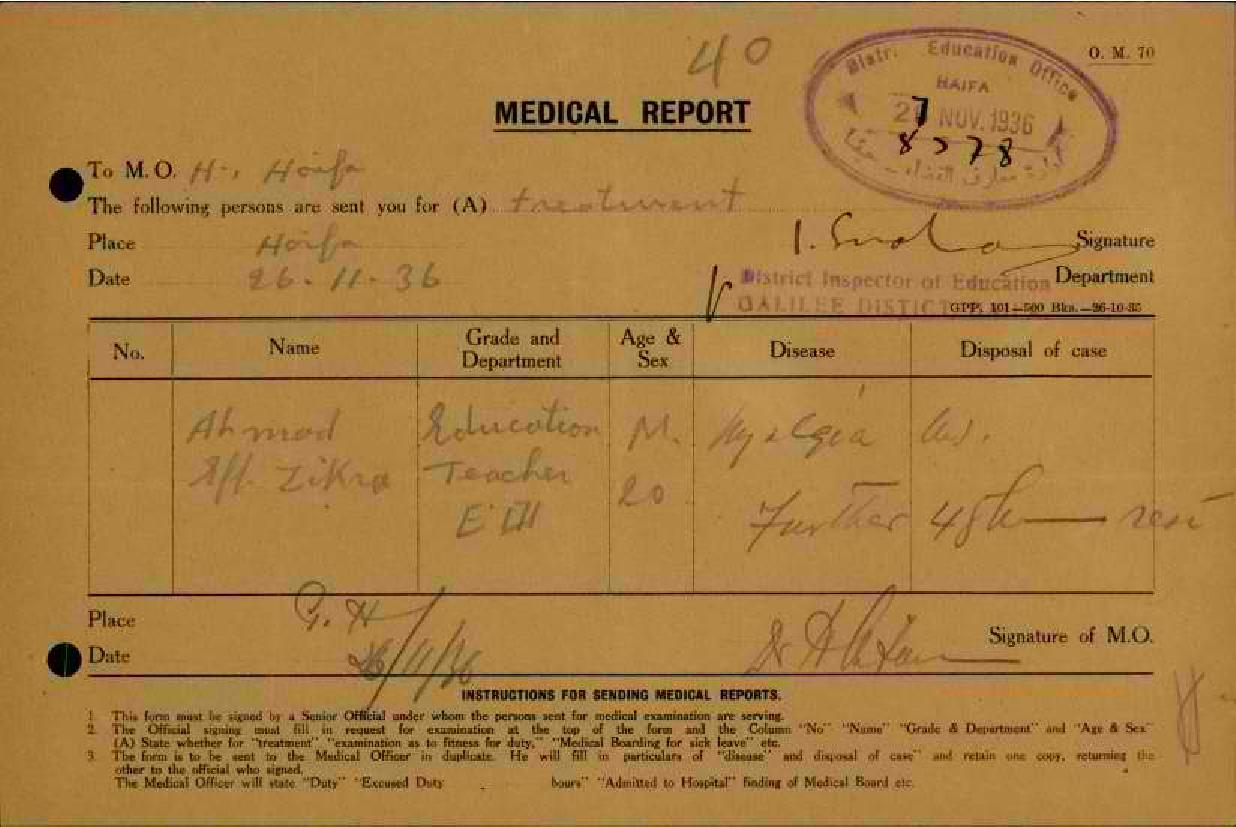 40
O. M. 70
Distr. Education Office
HAIFA
NOV. 1936
8378
MEDICAL REPORT
To M.O. H., Haifa
The following persons are sent you for (A) treatment
Place Haifa
Signature
Date 26.11.36
District Inspector of Education Department
GALILEE DISTRICT
GPP. 101—500 Bks.—26-10-35
No. Name Grade and Department Age & Sex Disease Disposal of case
Ahmad Education M. Myalgia
Eff. Zikra Teacher 20
Further 48h rest
Place G. H.
Date 26/11/36
Dr
Signature of M.O.
INSTRUCTIONS FOR SENDING MEDICAL REPORTS.
1. This form must be signed by a Senior Official under whom the persons sent for medical examination are serving.
2. The Official signing must fill in request for examination at the top of the form and the Column "No" "Name" "Grade & Department" and "Age & Sex"
(A) State whether for "treatment" "examination as to fitness for duty," "Medical Boarding for sick leave" etc.
3. The form is to be sent to the Medical Officer in duplicate. He will fill in particulars of "disease" and disposal of case" and retain one copy, returning the
other to the official who signed.
The Medical Officer will state "Duty" "Excused Duty hours" "Admitted to Hospital" finding of Medical Board etc.